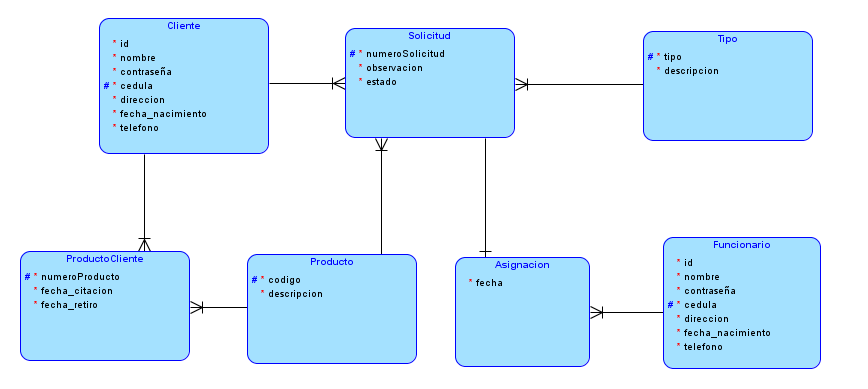 Cliente
* id
* nombre
* contraseña
# * cedula
* direccion
* fecha_nacimiento
* telefono
Solicitud
# * numeroSolicitud
* observacion
* estado
Tipo
# * tipo
* descripcion
ProductoCliente
# * numeroProducto
* fecha_citacion
* fecha_retiro
Producto
# * codigo
* descripcion
Asignacion
* fecha
Funcionario
* id
* nombre
* contraseña
# * cedula
* direccion
* fecha_nacimiento
* telefono